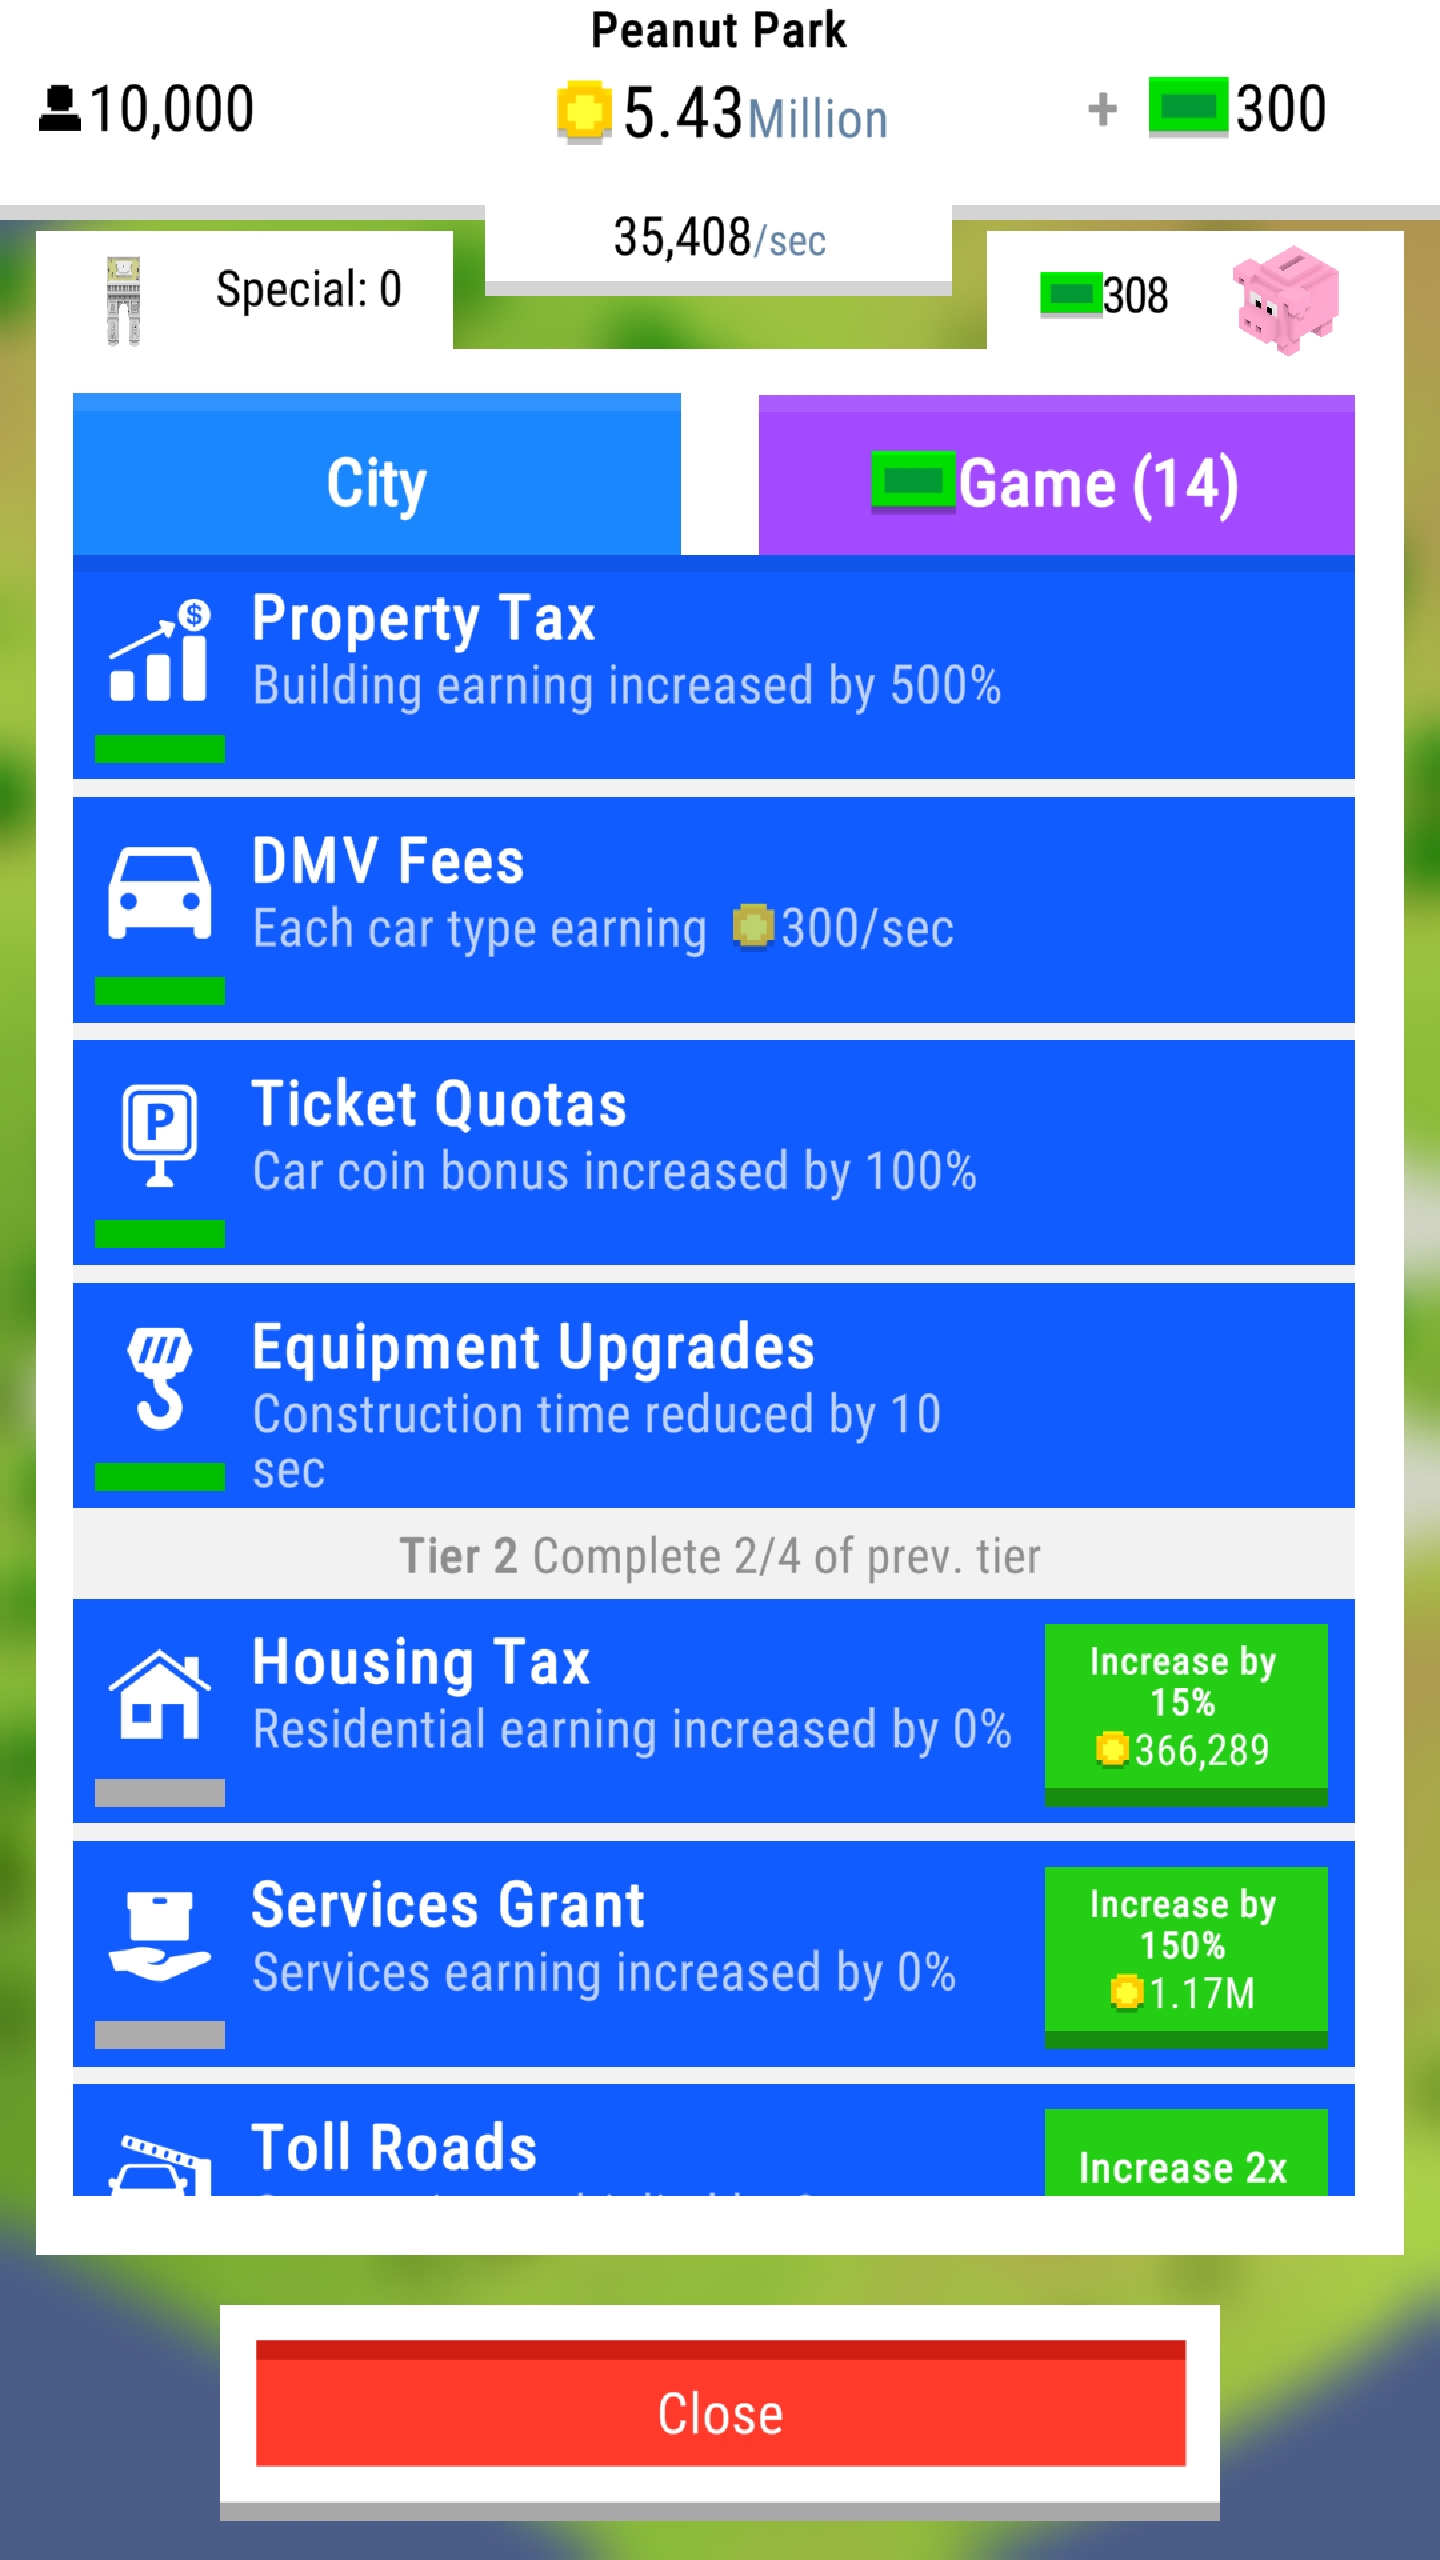 Peanut Park
10,000
5.43Million
+ 300
35,408/sec
Special: 0
308
City
Game (14)
$
Property Tax
Building earning increased by 500%
DMV Fees
Each car type earning 300/sec
P
Ticket Quotas
Car coin bonus increased by 100%
Equipment Upgrades
Construction time reduced by 10
sec
Tier 2 Complete 2/4 of prev. tier
Housing Tax
Residential earning increased by 0%
Increase by
15%
366,289
Services Grant
Services earning increased by 0%
Increase by
150%
1.17M
Toll Roads
Increase 2x
Close